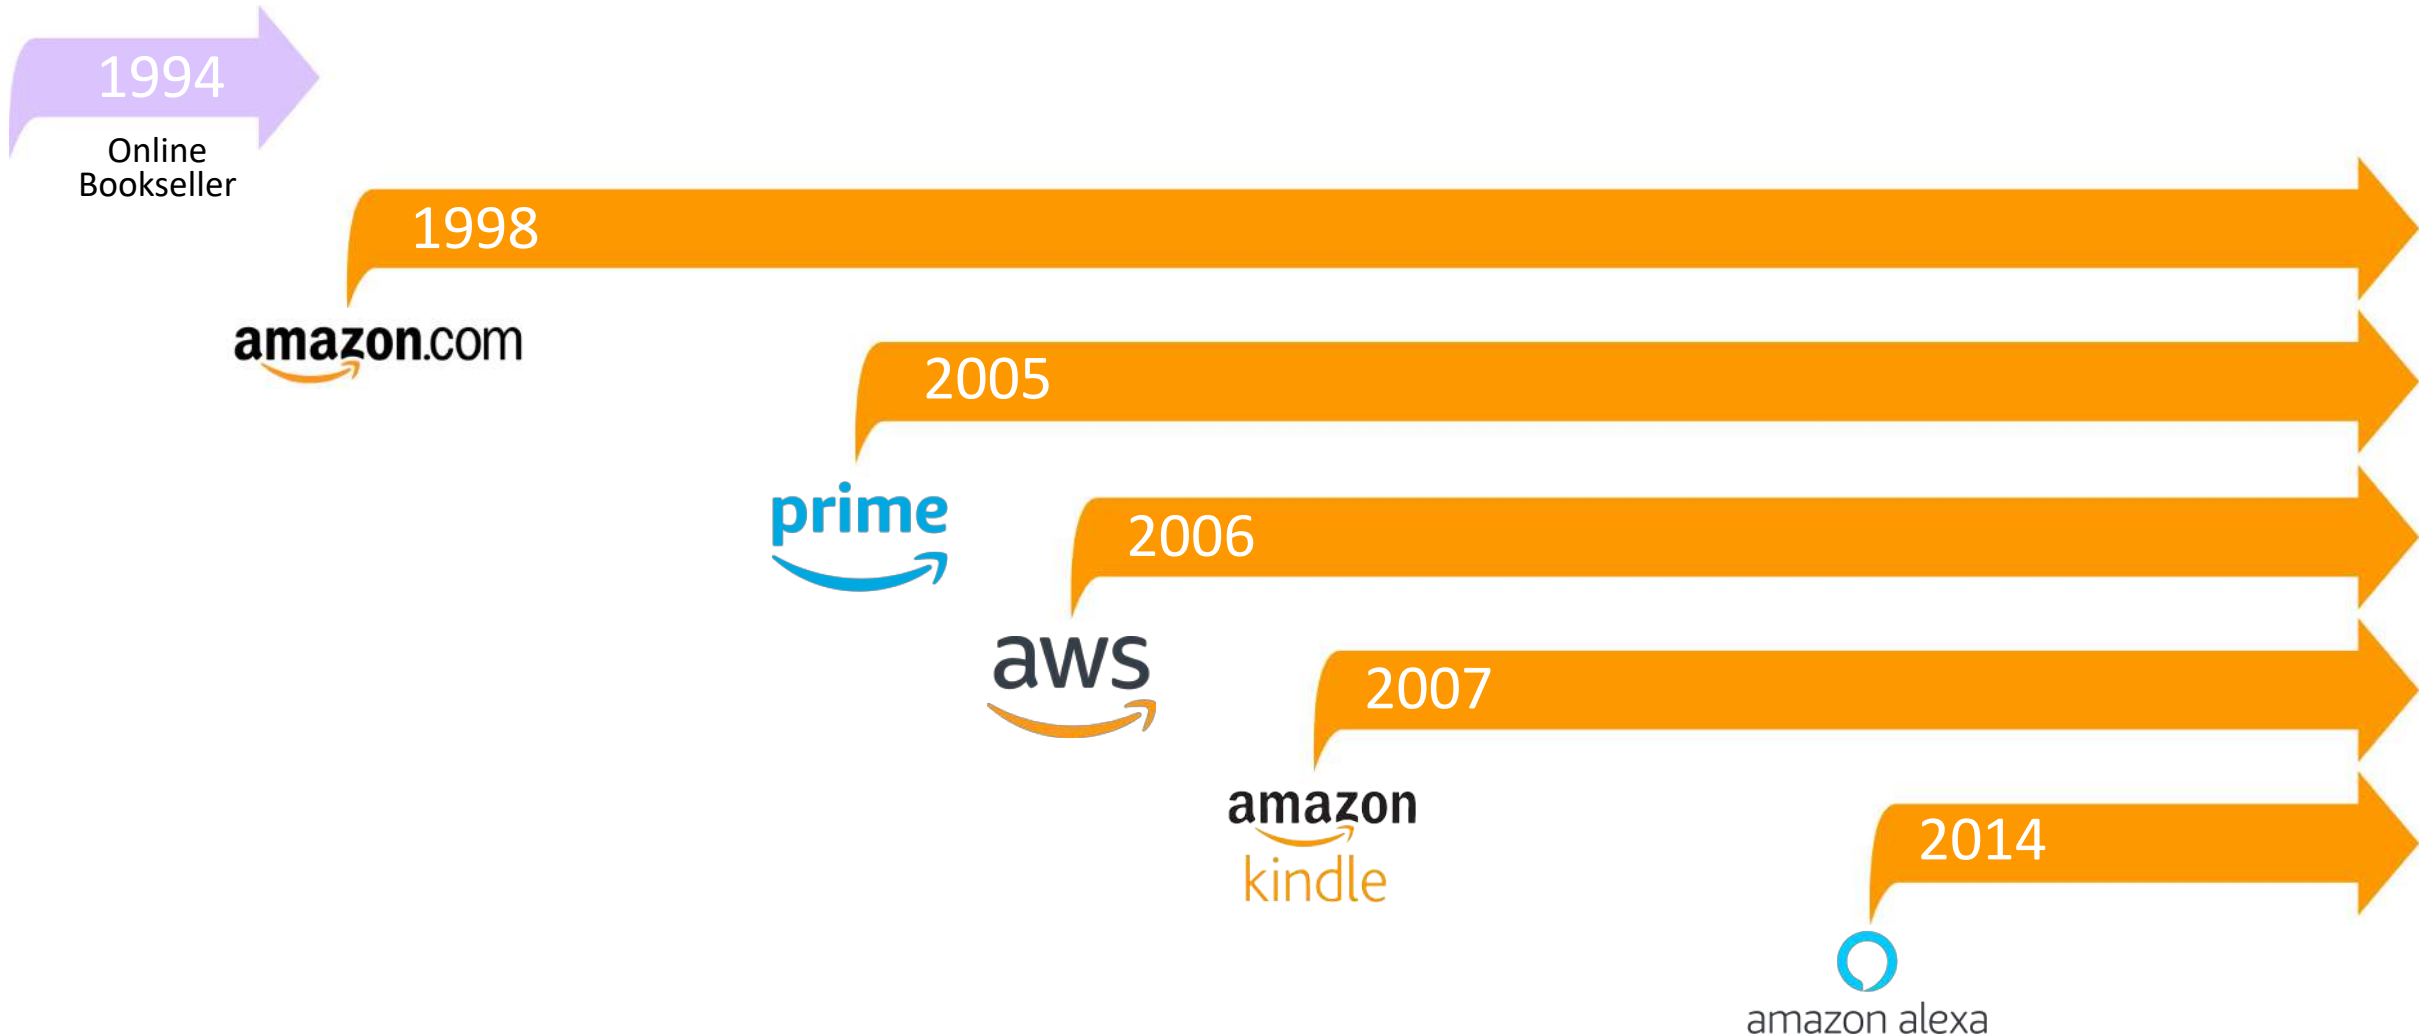 1994
Online
Bookseller
1998
amazon.com
2005
prime
2006
aws
2007
amazon
kindle
2014
amazon alexa